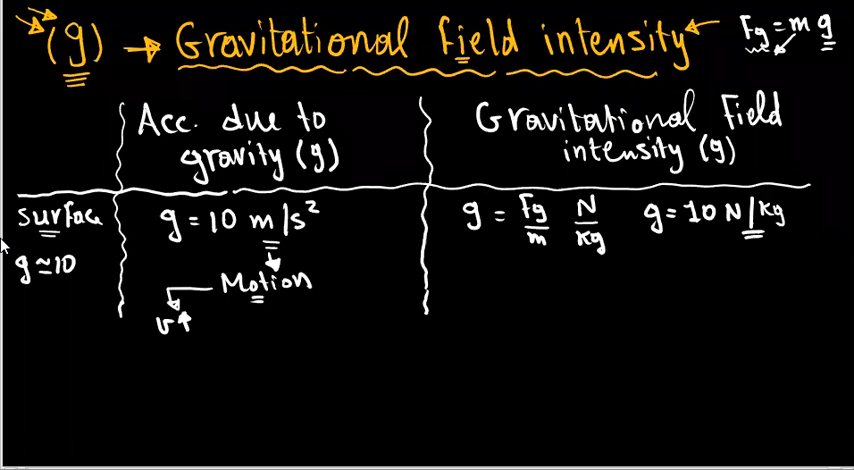 (g) → Gravitational Field intensity ← Fg = m g
Acc. due to
gravity (g)
Gravitational Field
intensity (g)
surface
g ≃ 10
g = 10 m/s²
Motion
v↑
g = Fg/m N/kg g = 10 N/kg